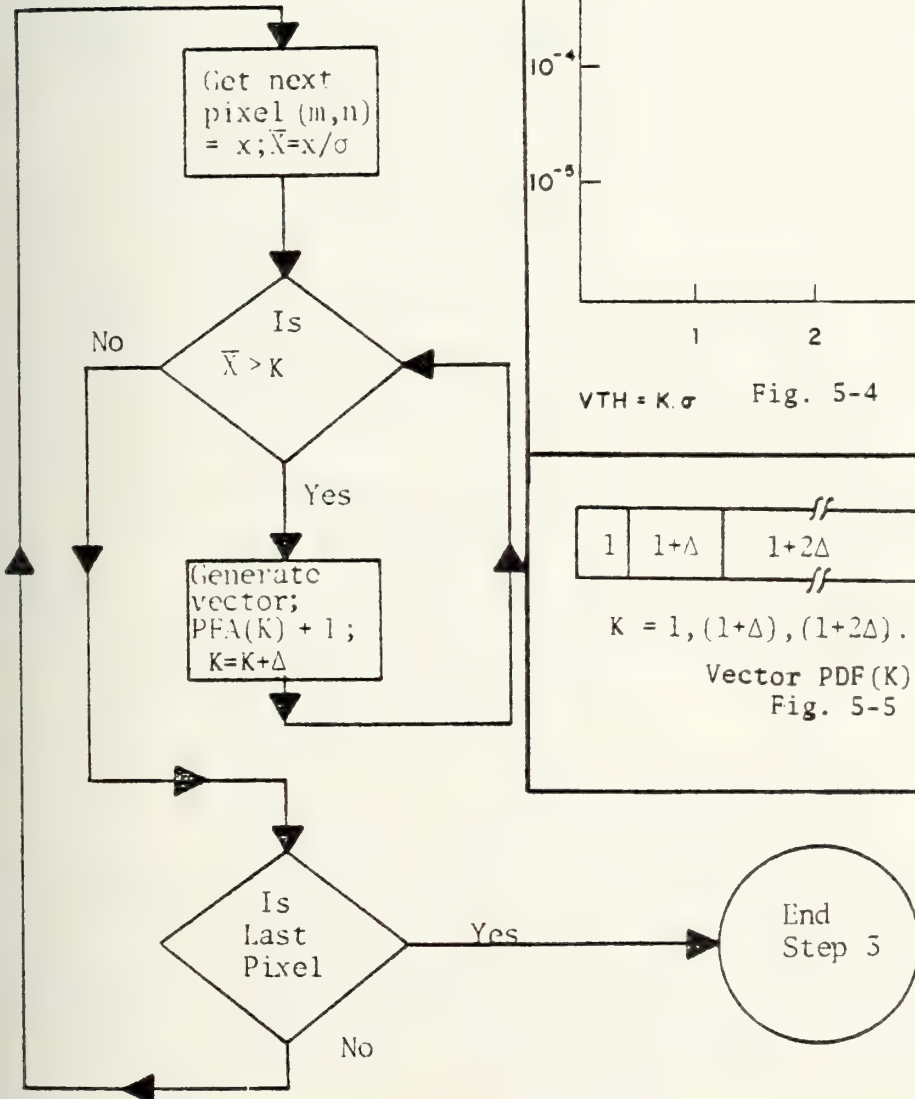 Get next
pixel (m,n)
= x; X̄=x/σ
Is
X̄ > K
No
Yes
Generate
vector;
PFA(K) + 1;
K=K+Δ
Is
Last
Pixel
Yes
No
End
Step 3
10⁻⁴
10⁻⁵
1 2
VTH = K.σ Fig. 5-4
1 1+Δ 1+2Δ
K = 1,(1+Δ),(1+2Δ).
Vector PDF(K)
Fig. 5-5